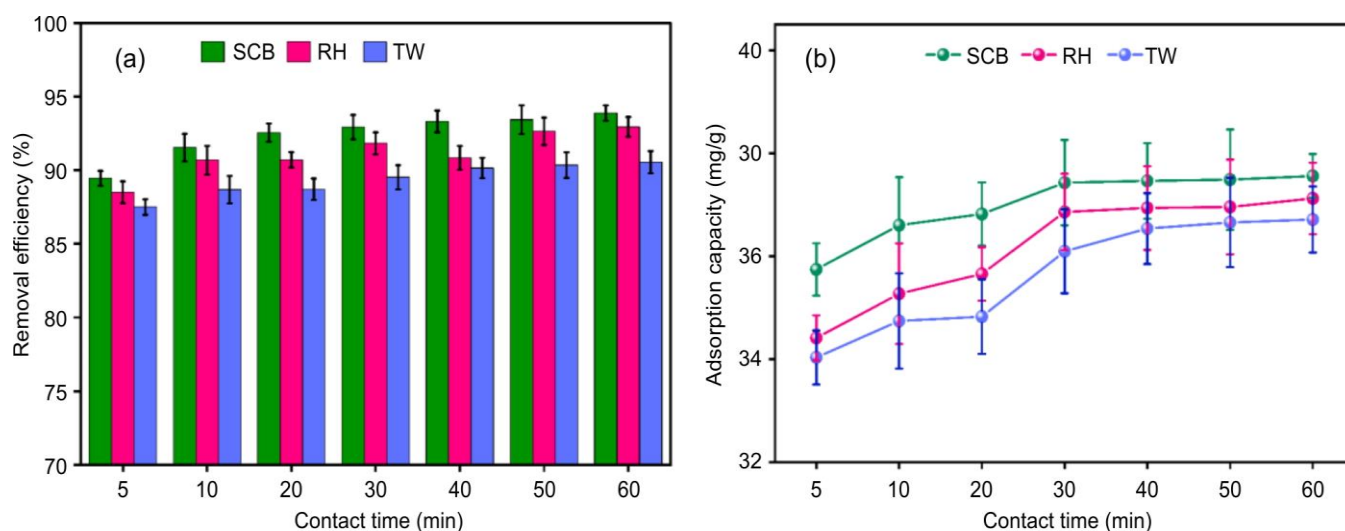 (a)
SCB RH TW
Removal efficiency (%)
100
95
90
85
80
75
70
5 10 20 30 40 50 60
Contact time (min)
(b)
SCB RH TW
Adsorption capacity (mg/g)
40
30
36
34
32
5 10 20 30 40 50 60
Contact time (min)